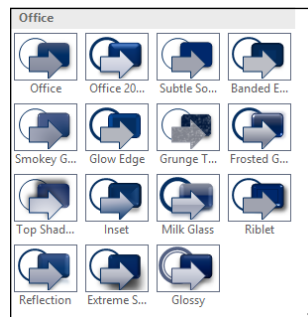 Office
Office Office 20... Subtle So... Banded E...
Smokey G... Glow Edge Grunge T... Frosted G...
Top Shad... Inset Milk Glass Riblet
Reflection Extreme S... Glossy